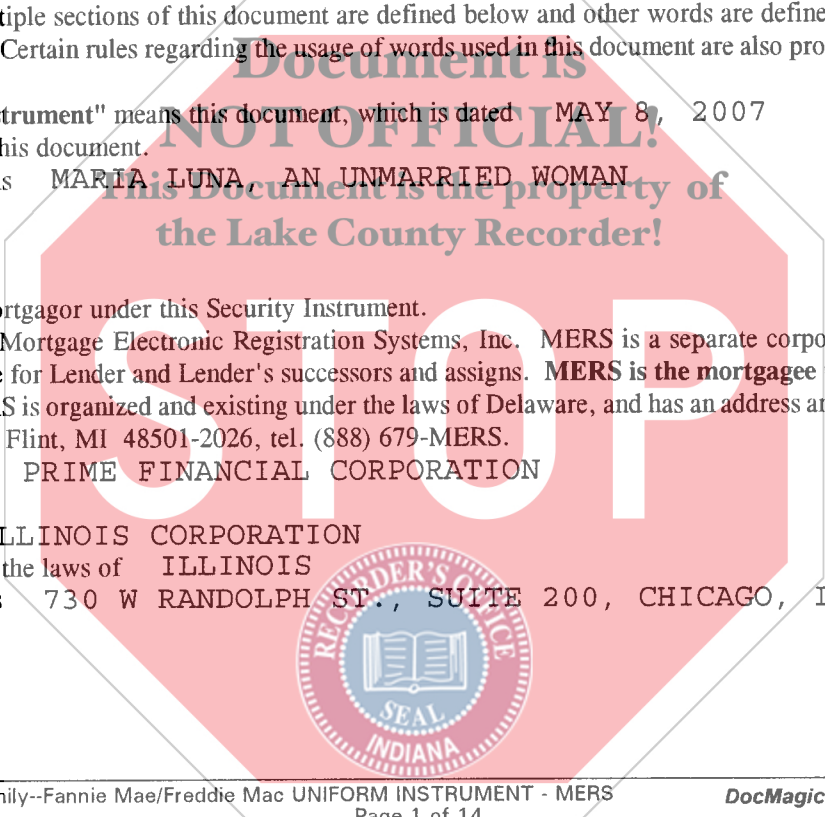 tiple sections of this document are defined below and other words are define
Certain rules regarding the usage of words used in this document are also pro
Document is
trument" means this document, which is dated MAY 8, 2007
NOT OFFICIAL!
his document.
s MARIA LUNA, AN UNMARRIED WOMAN
This Document is the property of
the Lake County Recorder!
rtgagor under this Security Instrument.
STOP
Mortgage Electronic Registration Systems, Inc. MERS is a separate corpo
e for Lender and Lender's successors and assigns. MERS is the mortgagee
S is organized and existing under the laws of Delaware, and has an address an
Flint, MI 48501-2026, tel. (888) 679-MERS.
PRIME FINANCIAL CORPORATION
LLINOIS CORPORATION
the laws of ILLINOIS
s 730 W RANDOLPH ST., SUITE 200, CHICAGO, I
RECORDER'S OFFICE
SEAL
INDIANA
mily--Fannie Mae/Freddie Mac UNIFORM INSTRUMENT - MERS DocMagic
Page 1 of 14